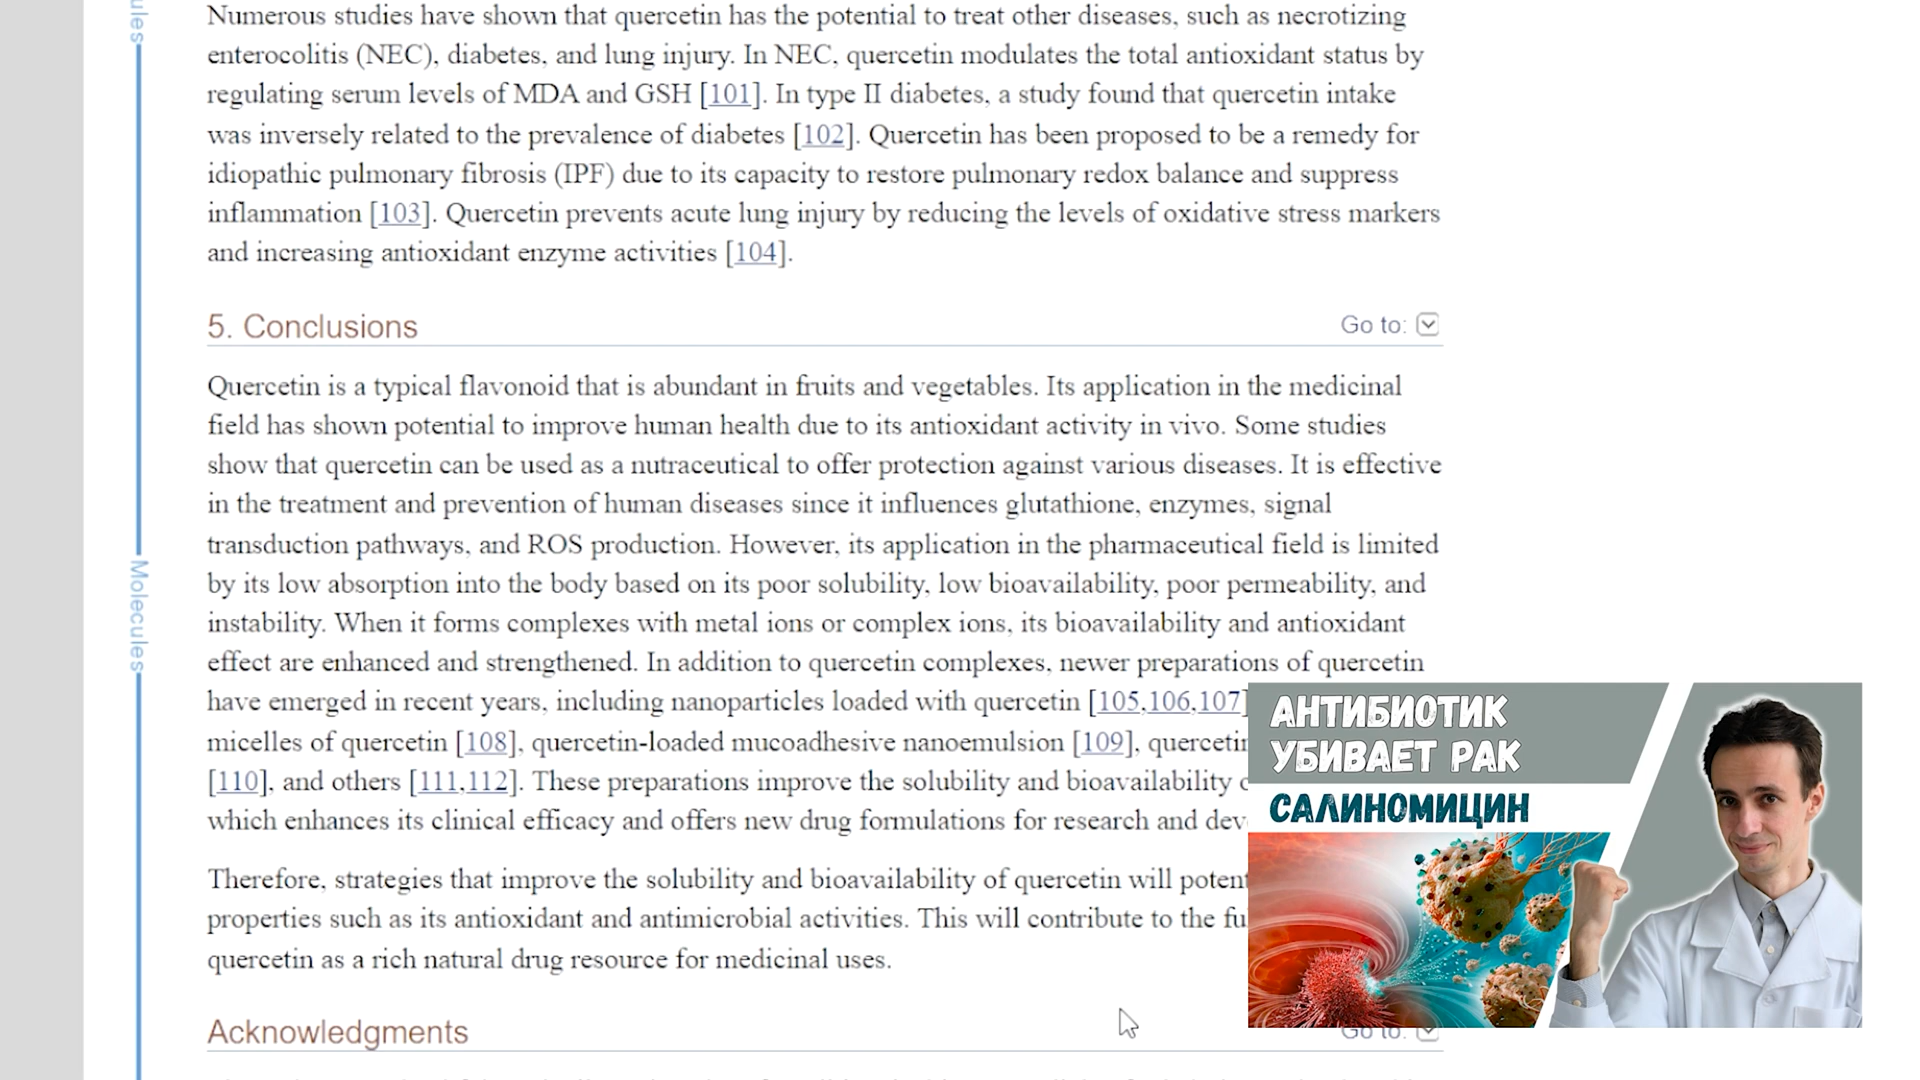 Numerous studies have shown that quercetin has the potential to treat other diseases, such as necrotizing
enterocolitis (NEC), diabetes, and lung injury. In NEC, quercetin modulates the total antioxidant status by
regulating serum levels of MDA and GSH [101]. In type II diabetes, a study found that quercetin intake
was inversely related to the prevalence of diabetes [102]. Quercetin has been proposed to be a remedy for
idiopathic pulmonary fibrosis (IPF) due to its capacity to restore pulmonary redox balance and suppress
inflammation [103]. Quercetin prevents acute lung injury by reducing the levels of oxidative stress markers
and increasing antioxidant enzyme activities [104].
5. Conclusions
Go to:
Quercetin is a typical flavonoid that is abundant in fruits and vegetables. Its application in the medicinal
field has shown potential to improve human health due to its antioxidant activity in vivo. Some studies
show that quercetin can be used as a nutraceutical to offer protection against various diseases. It is effective
in the treatment and prevention of human diseases since it influences glutathione, enzymes, signal
transduction pathways, and ROS production. However, its application in the pharmaceutical field is limited
by its low absorption into the body based on its poor solubility, low bioavailability, poor permeability, and
instability. When it forms complexes with metal ions or complex ions, its bioavailability and antioxidant
effect are enhanced and strengthened. In addition to quercetin complexes, newer preparations of quercetin
have emerged in recent years, including nanoparticles loaded with quercetin [105,106,107]
micelles of quercetin [108], quercetin-loaded mucoadhesive nanoemulsion [109],
[110], and others [111,112]. These preparations improve the solubility and bioavailability
which enhances its clinical efficacy and offers new drug formulations for research and
Therefore, strategies that improve the solubility and bioavailability of quercetin will
properties such as its antioxidant and antimicrobial activities. This will contribute to the
quercetin as a rich natural drug resource for medicinal uses.
Acknowledgments
Go to:
Molecules
АНТИБИОТИК
УБИВАЕТ РАК
САЛИНОМИЦИН